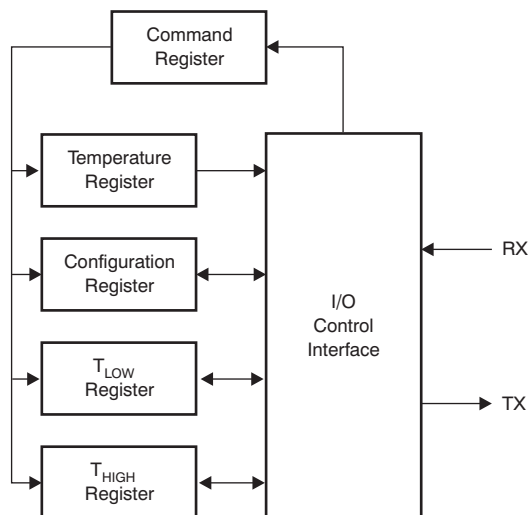 Command
Register
Temperature
Register
Configuration
Register
T_LOW
Register
T_HIGH
Register
I/O
Control
Interface
RX
TX